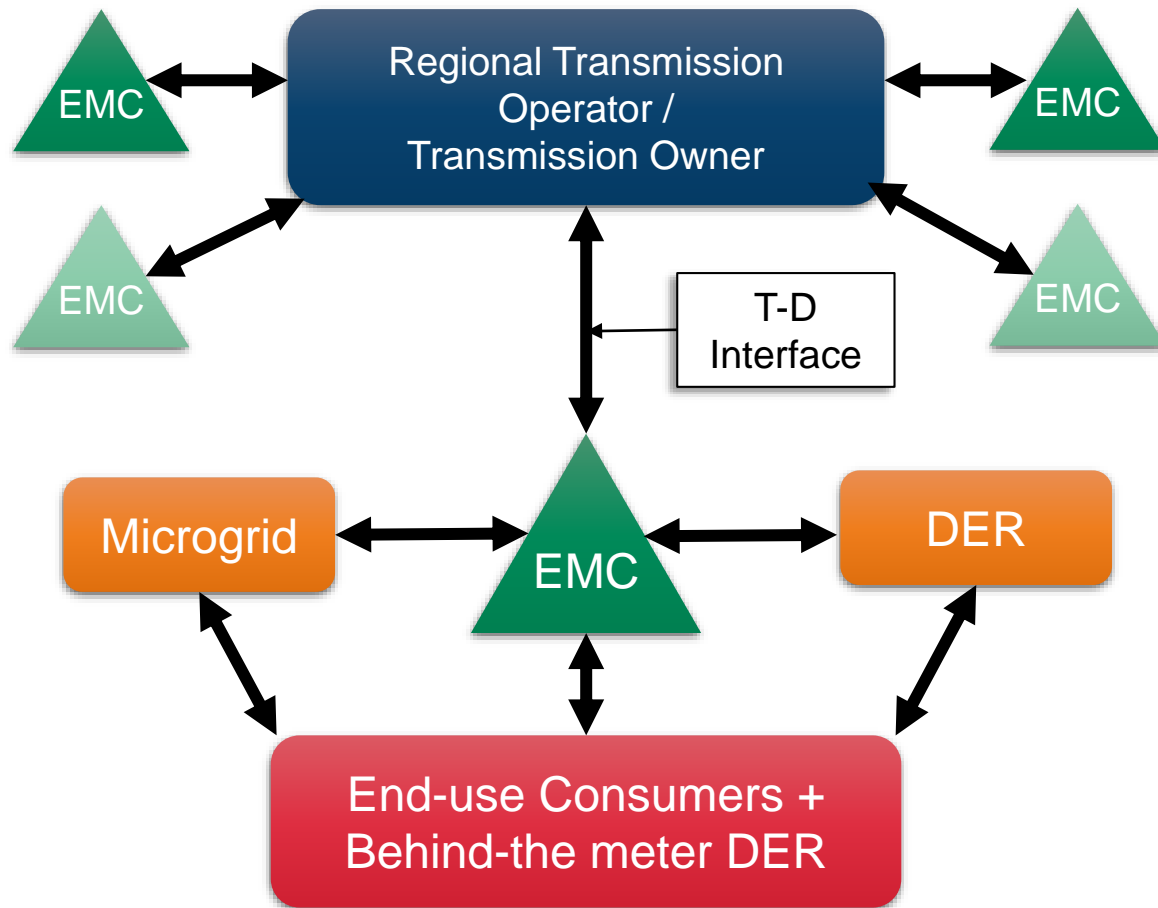 EMC
Regional Transmission
Operator /
Transmission Owner
EMC
EMC
EMC
T-D
Interface
Microgrid
EMC
DER
End-use Consumers +
Behind-the meter DER